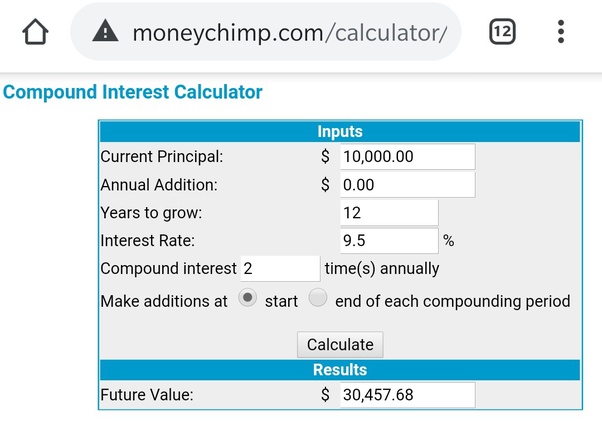 moneychimp.com/calculator/
12
Compound Interest Calculator
Inputs
Current Principal: $ 10,000.00
Annual Addition: $ 0.00
Years to grow: 12
Interest Rate: 9.5 %
Compound interest 2 time(s) annually
Make additions at start end of each compounding period
Calculate
Results
Future Value: $ 30,457.68